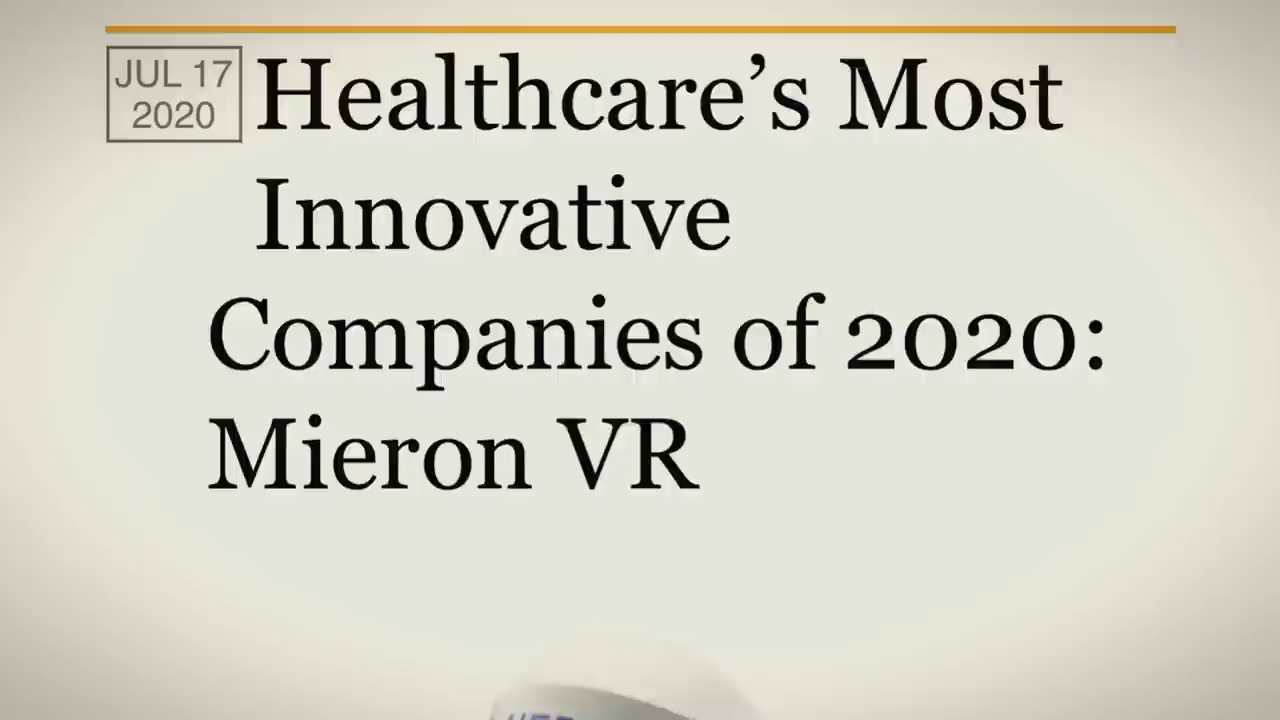 JUL 17
2020
Healthcare’s Most
Innovative
Companies of 2020:
Mieron VR